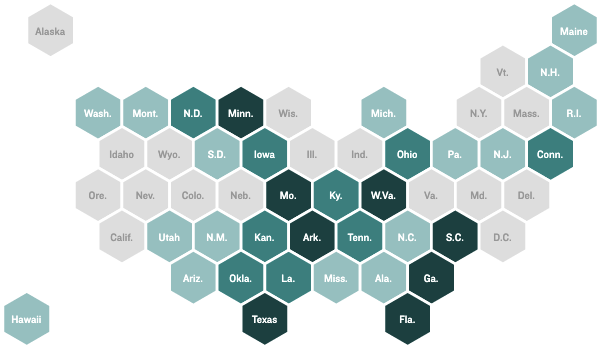 Alaska
Maine
Vt.
N.H.
Wash.
Mont.
N.D.
Minn.
Wis.
Mich.
N.Y.
Mass.
R.I.
Idaho
Wyo.
S.D.
Iowa
Ill.
Ind.
Ohio
Pa.
N.J.
Conn.
Ore.
Nev.
Colo.
Neb.
Mo.
Ky.
W.Va.
Va.
Md.
Del.
Calif.
Utah
N.M.
Kan.
Ark.
Tenn.
N.C.
S.C.
D.C.
Ariz.
Okla.
La.
Miss.
Ala.
Ga.
Hawaii
Texas
Fla.